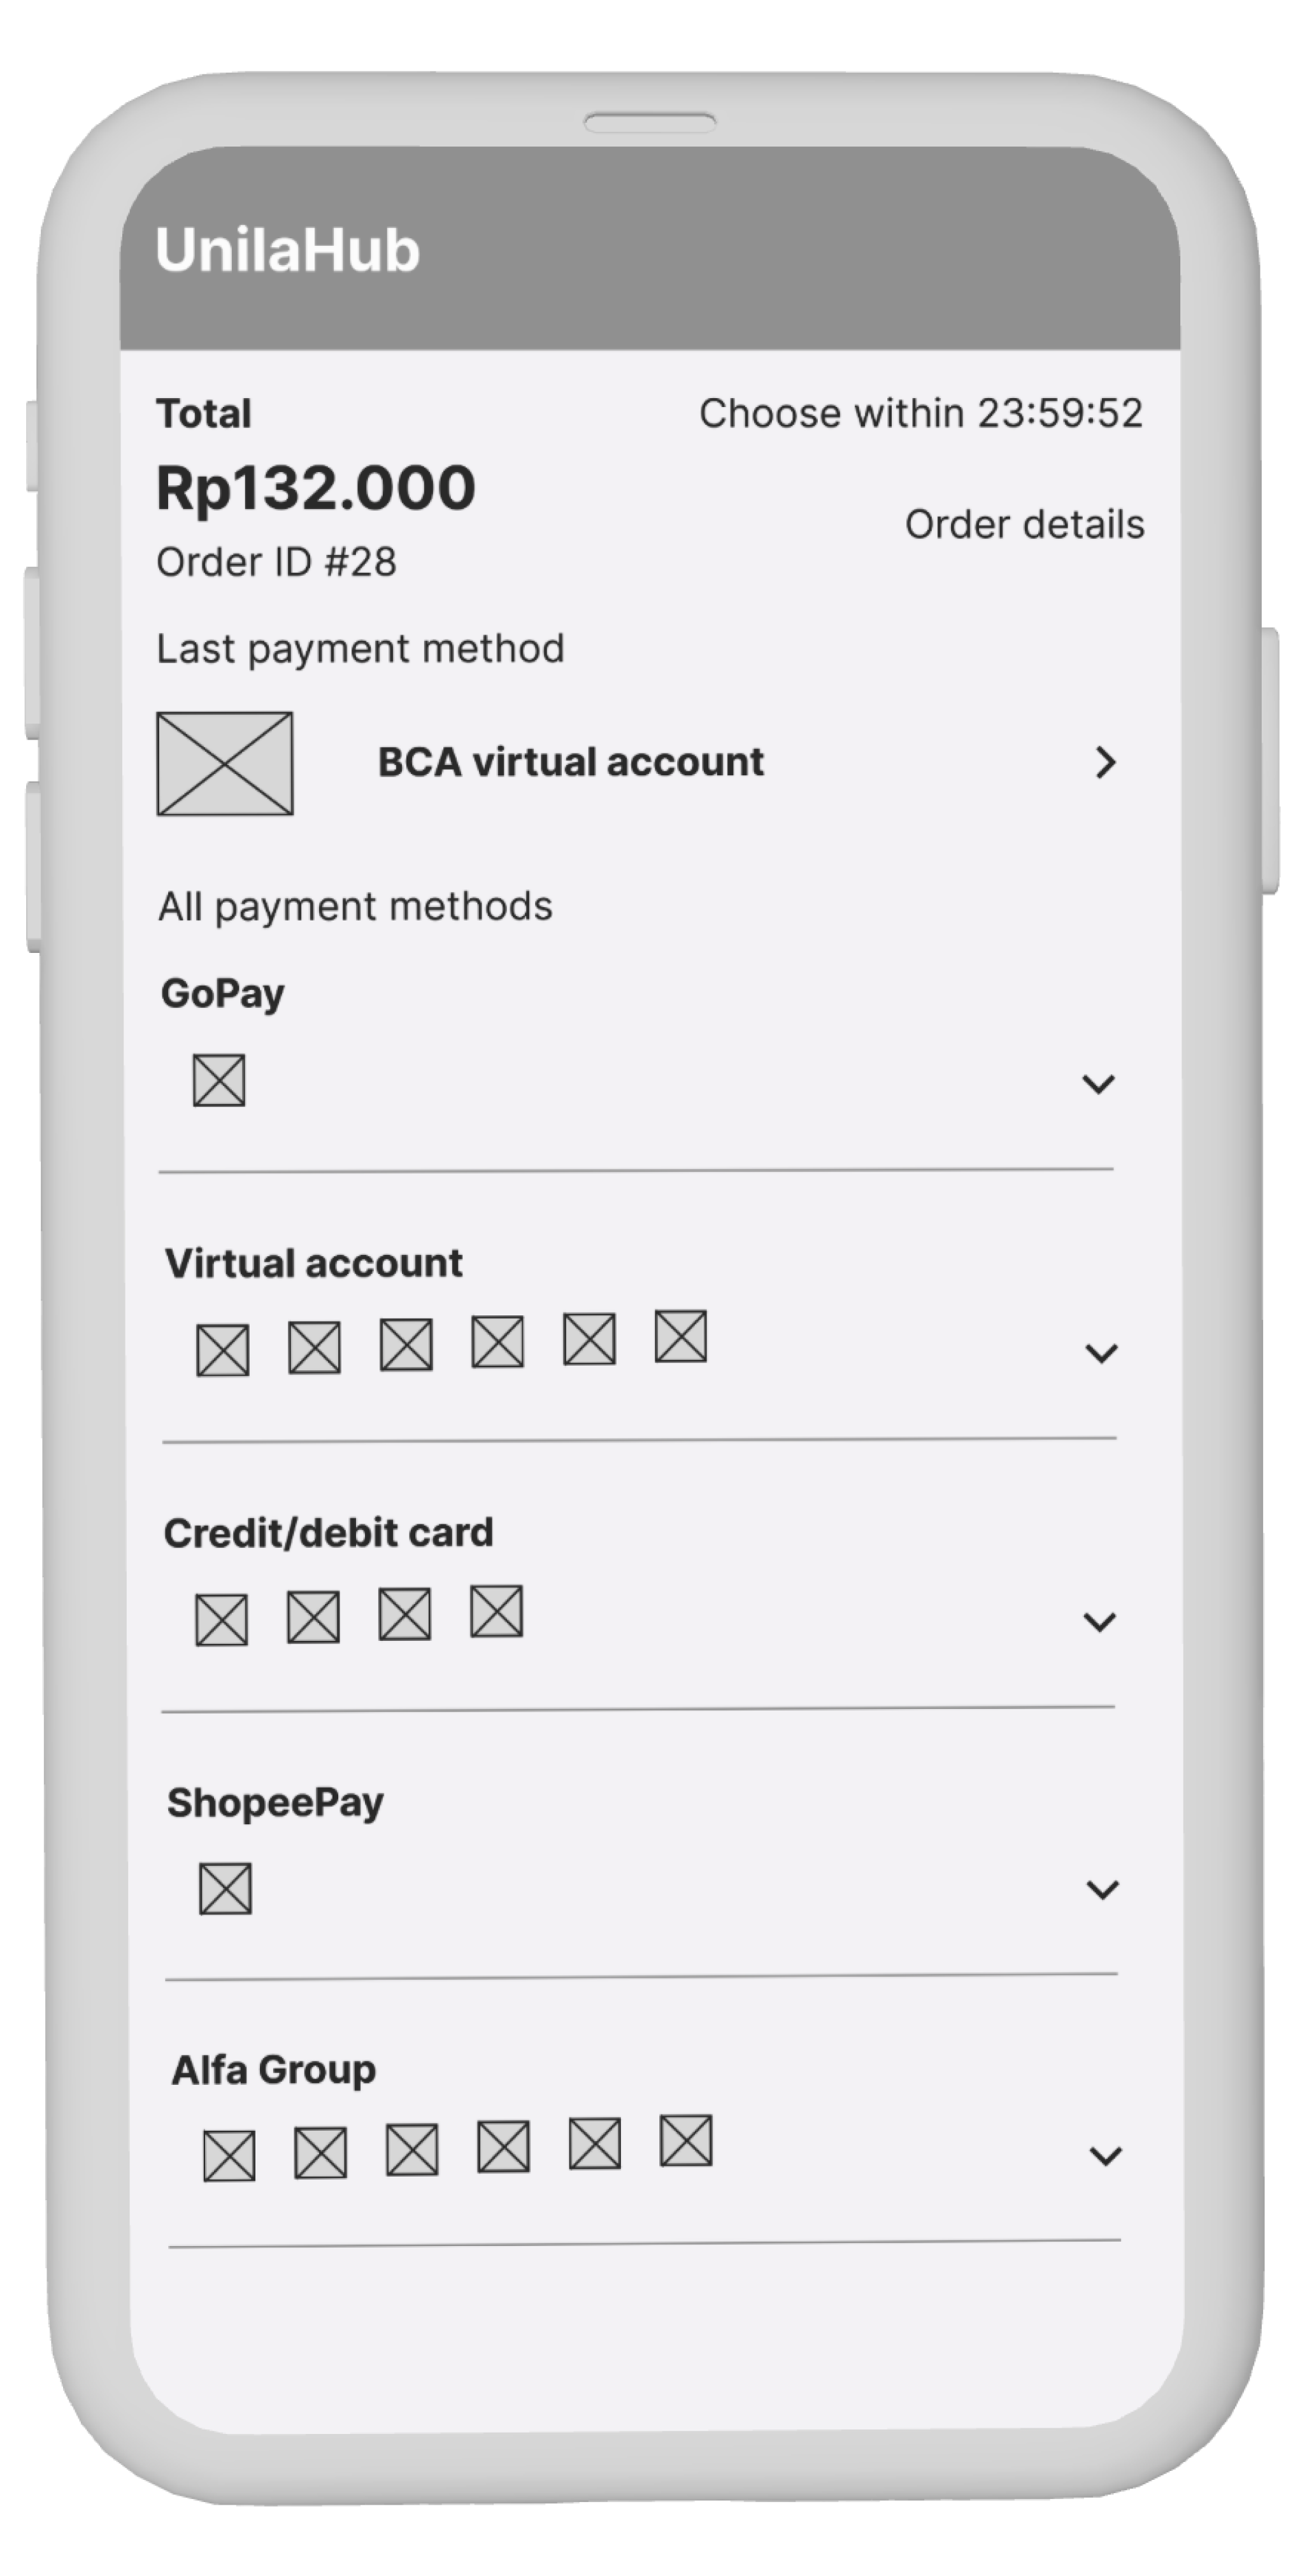 UnilaHub
Total
Choose within 23:59:52
Rp132.000
Order details
Order ID #28
Last payment method
BCA virtual account
All payment methods
GoPay
Virtual account
Credit/debit card
ShopeePay
Alfa Group